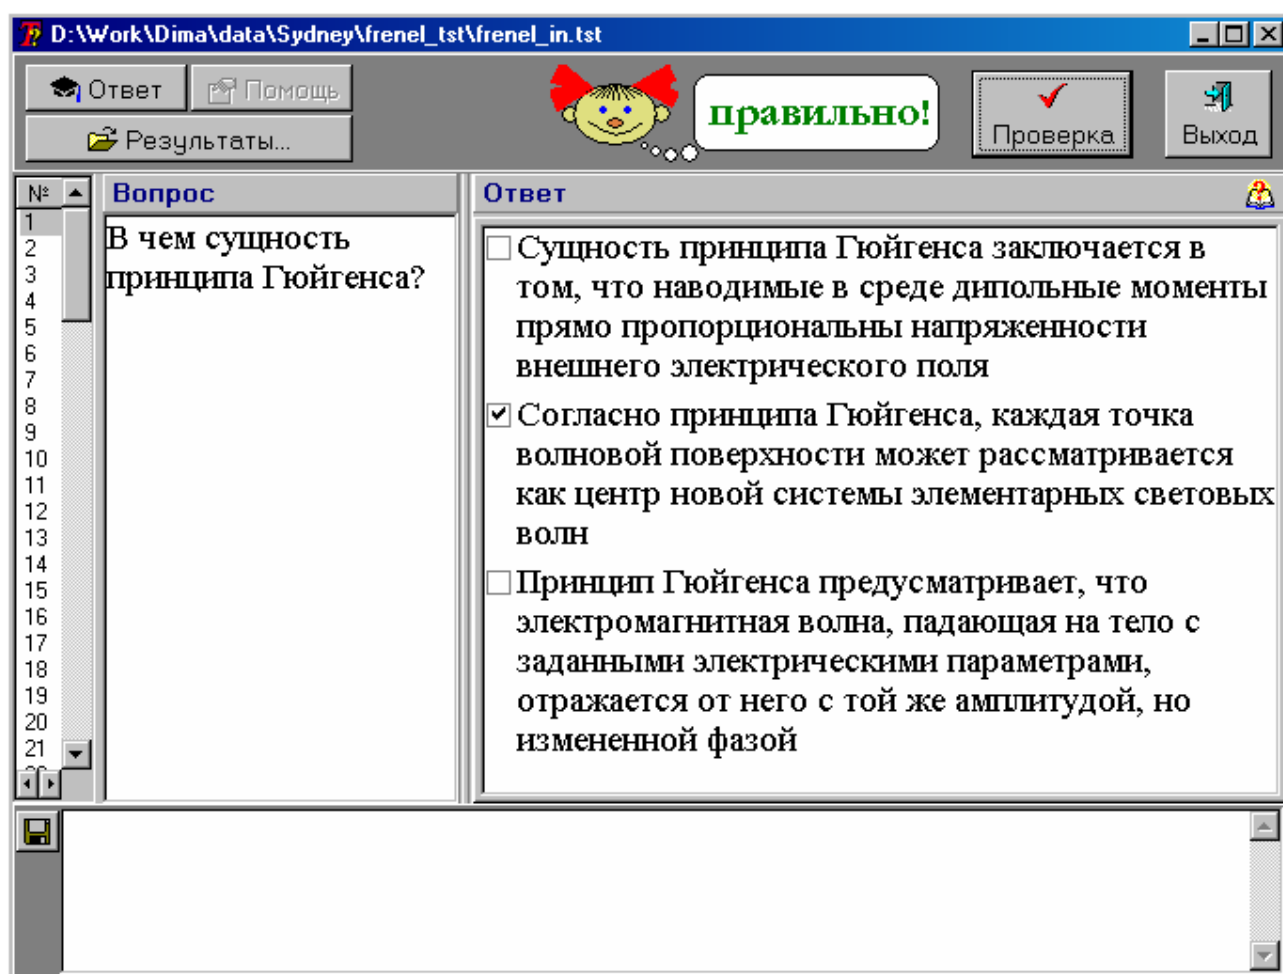 D:\Work\Dima\data\Sydney\frenel_tst\frenel_in.tst
Ответ
Помощь
Результаты...
правильно!
Проверка
Выход
№
Вопрос
Ответ
1
2
3
4
5
6
7
8
9
10
11
12
13
14
15
16
17
18
19
20
21
В чем сущность
принципа Гюйгенса?
Сущность принципа Гюйгенса заключается в
том, что наводимые в среде дипольные моменты
прямо пропорциональны напряженности
внешнего электрического поля
Согласно принципа Гюйгенса, каждая точка
волновой поверхности может рассматривается
как центр новой системы элементарных световых
волн
Принцип Гюйгенса предусматривает, что
электромагнитная волна, падающая на тело с
заданными электрическими параметрами,
отражается от него с той же амплитудой, но
измененной фазой